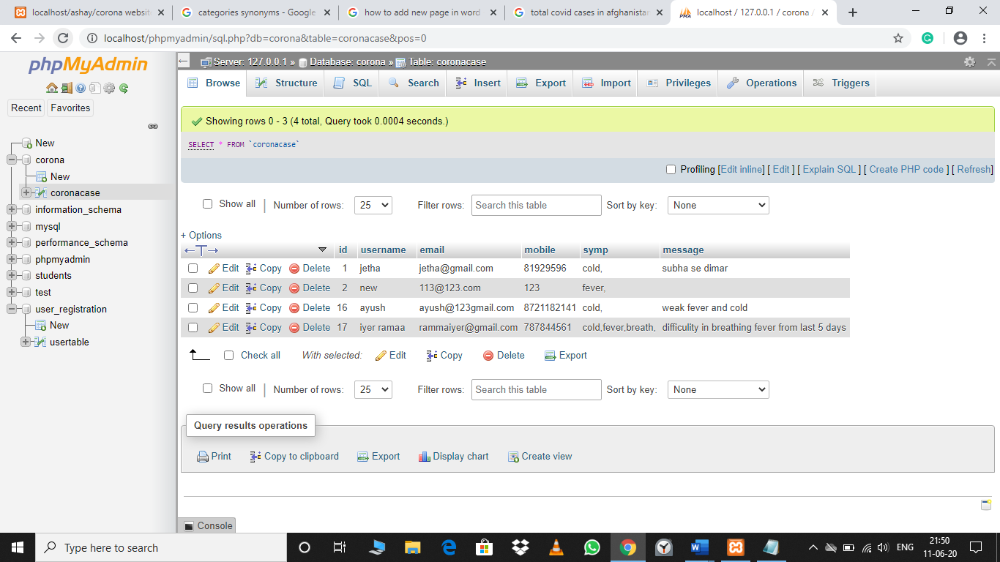 localhost/ashay/corona website
categories synonyms - Google
how to add new page in word
total covid cases in afghanistan
localhost / 127.0.0.1 / corona /
localhost/phpmyadmin/sql.php?db=corona&table=coronacase&pos=0
phpMyAdmin
Recent Favorites
New
corona
New
coronacase
information_schema
mysql
performance_schema
phpmyadmin
students
test
user_registration
New
usertable
Server: 127.0.0.1 » Database: corona » Table: coronacase
Browse Structure SQL Search Insert Export Import Privileges Operations Triggers
Showing rows 0 - 3 (4 total, Query took 0.0004 seconds.)
SELECT * FROM `coronacase`
Profiling [Edit inline] [ Edit ] [ Explain SQL ] [ Create PHP code ] [ Refresh]
Show all | Number of rows: 25 Filter rows: Search this table Sort by key: None
+ Options
←T→ id username email mobile symp message
Edit Copy Delete 1 jetha jetha@gmail.com 81929596 cold, subha se dimar
Edit Copy Delete 2 new 113@123.com 123 fever,
Edit Copy Delete 16 ayush ayush@123gmail.com 8721182141 cold, weak fever and cold
Edit Copy Delete 17 iyer ramaa rammaiyer@gmail.com 787844561 cold,fever,breath, difficulity in breathing fever from last 5 days
Check all With selected: Edit Copy Delete Export
Show all | Number of rows: 25 Filter rows: Search this table Sort by key: None
Query results operations
Print Copy to clipboard Export Display chart Create view
Console
Type here to search
ENG
21:50
11-06-20